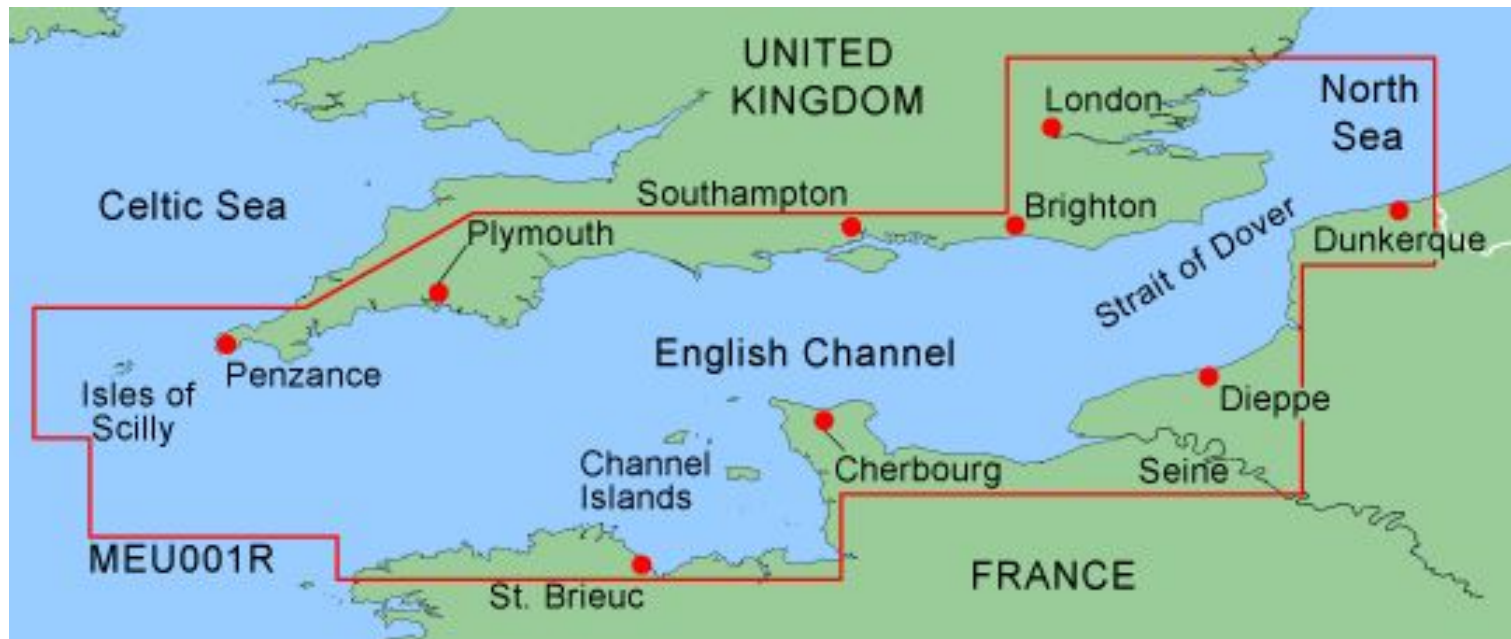 UNITED
KINGDOM
London
North
Sea
Celtic Sea
Southampton
Plymouth
Brighton
Strait of Dover
Dunkerque
English Channel
Penzance
Isles of
Scilly
Dieppe
Channel
Islands
Cherbourg
Seine
MEU001R
St. Brieuc
FRANCE